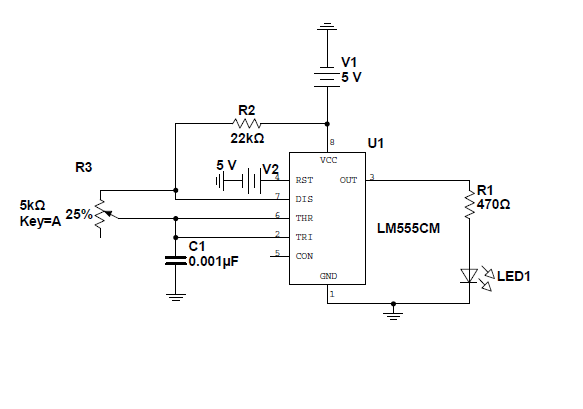 V1
5 V
R2
22kΩ
8
U1
VCC
5 V
V2
4
RST
OUT
3
R3
7
DIS
R1
470Ω
5kΩ
Key=A
25%
6
THR
LM555CM
2
TRI
C1
0.001µF
5
CON
GND
LED1
1